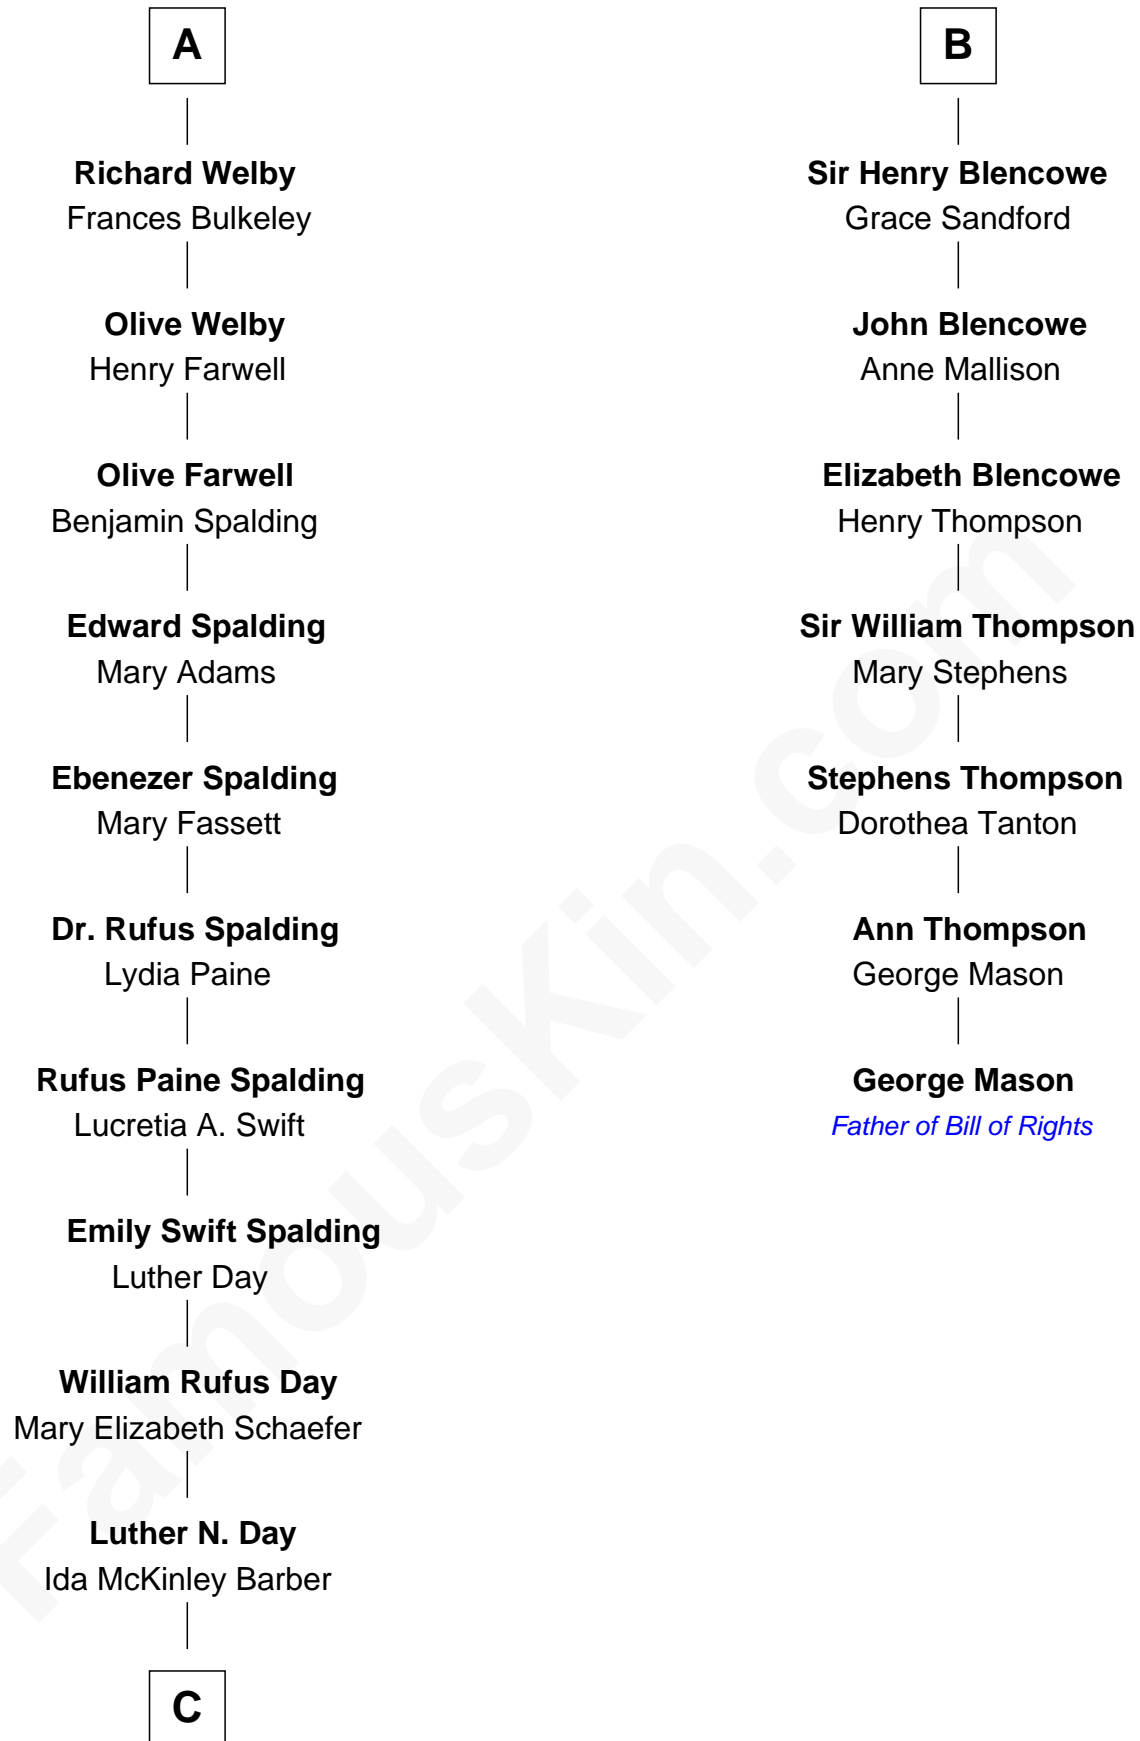 A
Richard Welby
Frances Bulkeley
Olive Welby
Henry Farwell
Olive Farwell
Benjamin Spalding
Edward Spalding
Mary Adams
Ebenezer Spalding
Mary Fassett
Dr. Rufus Spalding
Lydia Paine
Rufus Paine Spalding
Lucretia A. Swift
Emily Swift Spalding
Luther Day
William Rufus Day
Mary Elizabeth Schaefer
Luther N. Day
Ida McKinley Barber
C
B
Sir Henry Blencowe
Grace Sandford
John Blencowe
Anne Mallison
Elizabeth Blencowe
Henry Thompson
Sir William Thompson
Mary Stephens
Stephens Thompson
Dorothea Tanton
Ann Thompson
George Mason
George Mason
Father of Bill of Rights
FamousKin.com